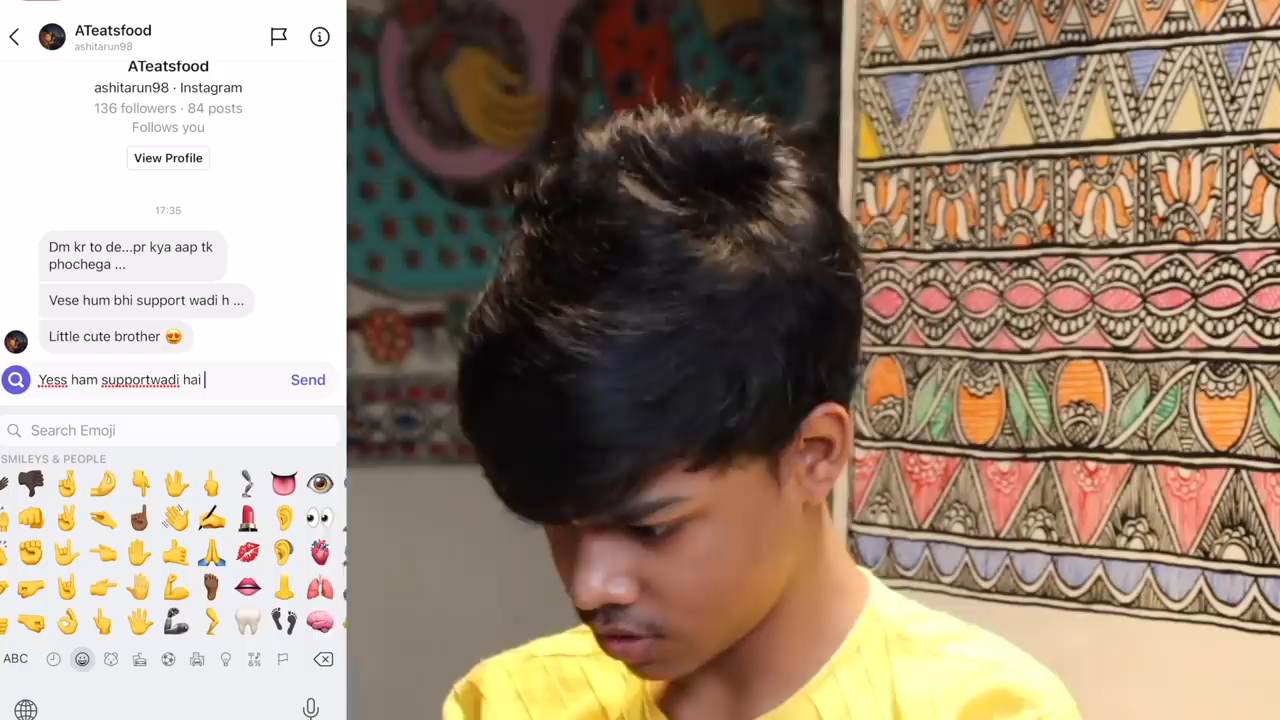 ATeatsfood
ashitarun98
ATeatsfood
ashitarun98 · Instagram
136 followers · 84 posts
Follows you
View Profile
17:35
Dm kr to de...pr kya aap tk
phochega ...
Vese hum bhi support wadi h ...
Little cute brother 😍
Yess ham supportwadi hai
Send
Search Emoji
SMILEYS & PEOPLE
ABC